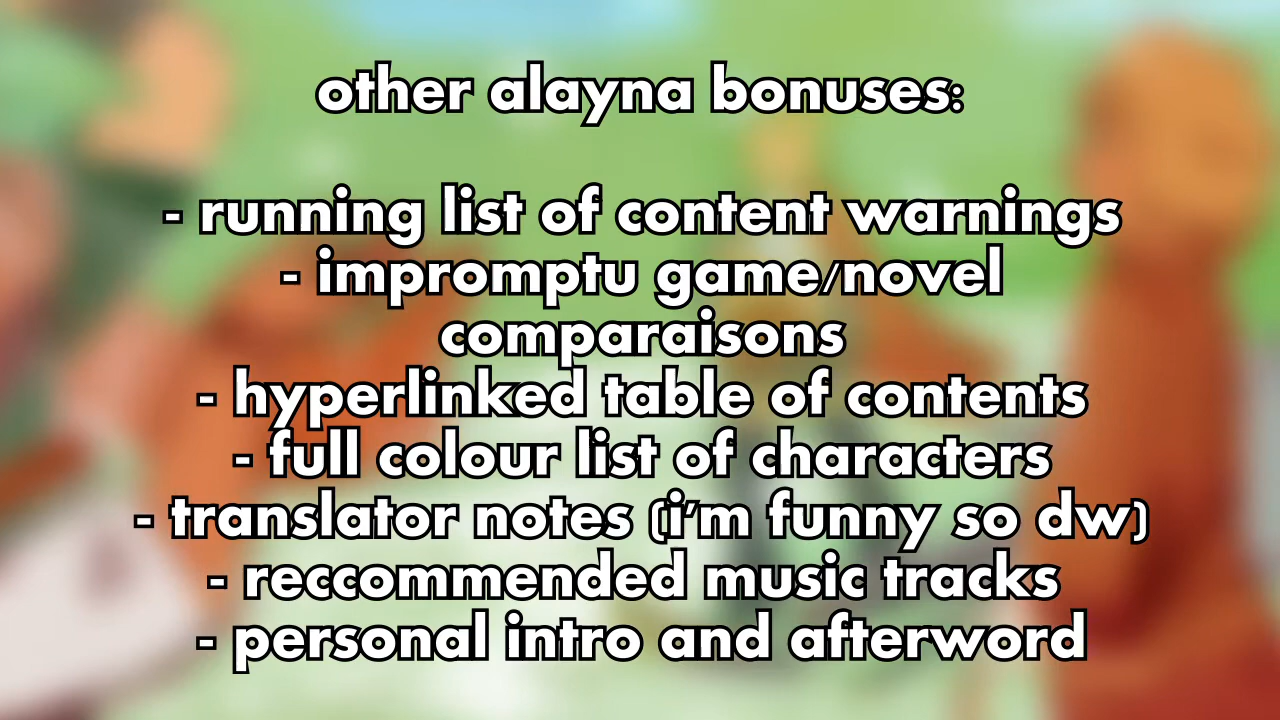 other alayna bonuses:
- running list of content warnings
- impromptu game/novel
comparaisons
- hyperlinked table of contents
- full colour list of characters
- translator notes (i'm funny so dw)
- reccommended music tracks
- personal intro and afterword